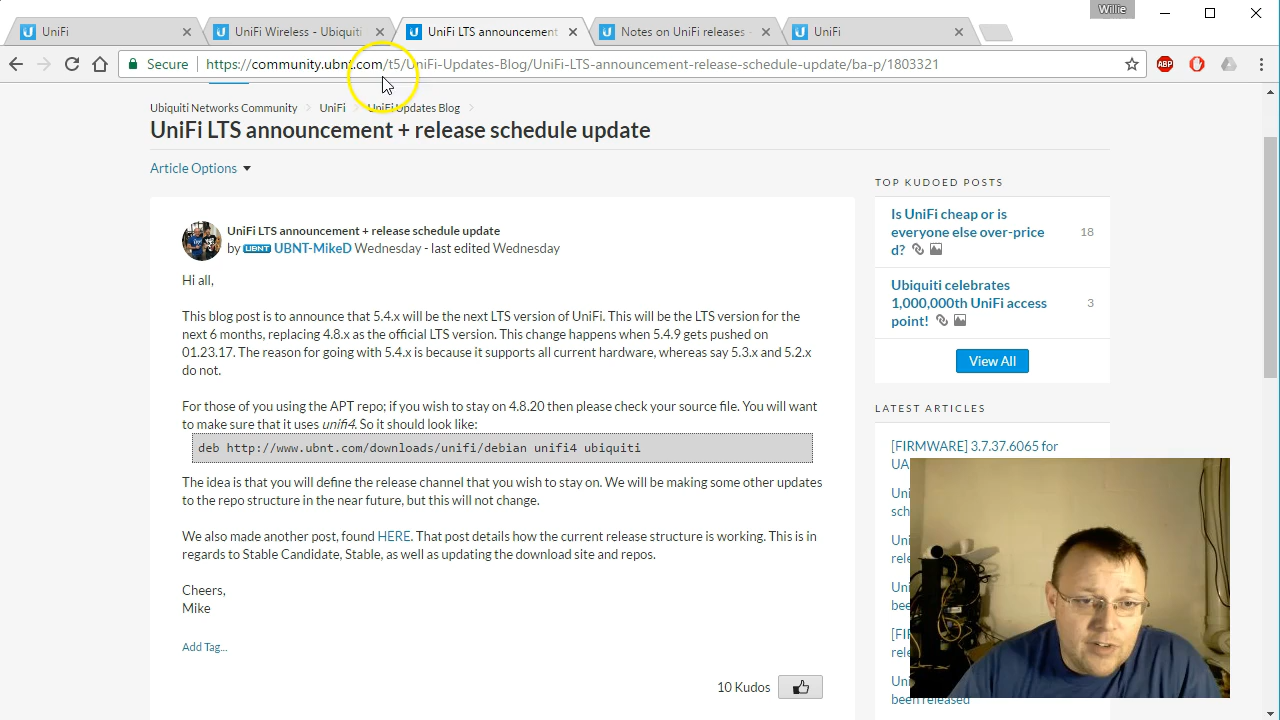 Willie
UniFi
UniFi Wireless - Ubiquiti
UniFi LTS announcement
Notes on UniFi releases -
UniFi
Secure
https://community.ubnt.com/t5/UniFi-Updates-Blog/UniFi-LTS-announcement-release-schedule-update/ba-p/1803321
ABP
Ubiquiti Networks Community
UniFi
UniFi Updates Blog
UniFi LTS announcement + release schedule update
Article Options
UniFi LTS announcement + release schedule update
by UBNT UBNT-MikeD Wednesday - last edited Wednesday
Hi all,
This blog post is to announce that 5.4.x will be the next LTS version of UniFi. This will be the LTS version for the
next 6 months, replacing 4.8.x as the official LTS version. This change happens when 5.4.9 gets pushed on
01.23.17. The reason for going with 5.4.x is because it supports all current hardware, whereas say 5.3.x and 5.2.x
do not.
For those of you using the APT repo; if you wish to stay on 4.8.20 then please check your source file. You will want
to make sure that it uses unifi4. So it should look like:
deb http://www.ubnt.com/downloads/unifi/debian unifi4 ubiquiti
The idea is that you will define the release channel that you wish to stay on. We will be making some other updates
to the repo structure in the near future, but this will not change.
We also made another post, found HERE. That post details how the current release structure is working. This is in
regards to Stable Candidate, Stable, as well as updating the download site and repos.
Cheers,
Mike
Add Tag...
10 Kudos
TOP KUDOED POSTS
Is UniFi cheap or is
everyone else over-price
d?
18
Ubiquiti celebrates
1,000,000th UniFi access
point!
3
View All
LATEST ARTICLES
[FIRMWARE] 3.7.37.6065 for
UA
Uni
sch
Uni
rele
Uni
bee
[FI
rele
Uni
been released